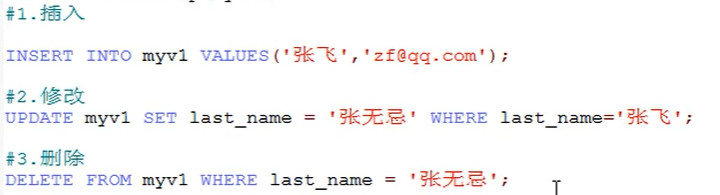 #1.插入
INSERT INTO myv1 VALUES('张飞','zf@qq.com');
#2.修改
UPDATE myv1 SET last_name = '张无忌' WHERE last_name='张飞';
#3.删除
DELETE FROM myv1 WHERE last_name = '张无忌';